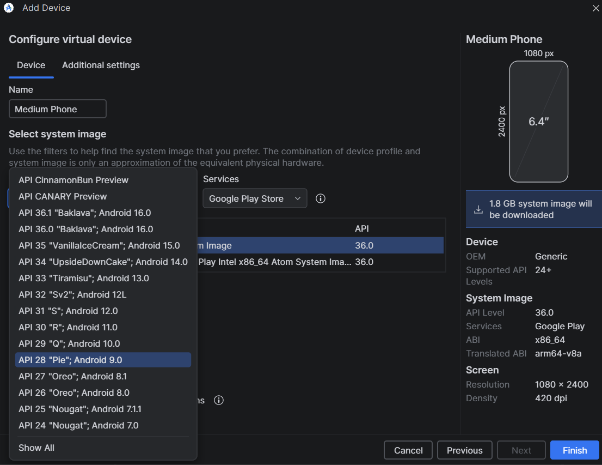 Add Device
Configure virtual device
Device Additional settings
Name
Medium Phone
Select system image
Use the filters to help find the system image that you prefer. The combination of device profile and
system image is only an approximation of the equivalent physical hardware.
API CinnamonBun Preview
API CANARY Preview
API 36.1 "Baklava"; Android 16.0
API 36.0 "Baklava"; Android 16.0
API 35 "VanillaIceCream"; Android 15.0
API 34 "UpsideDownCake"; Android 14.0
API 33 "Tiramisu"; Android 13.0
API 32 "Sv2"; Android 12L
API 31 "S"; Android 12.0
API 30 "R"; Android 11.0
API 29 "Q"; Android 10.0
API 28 "Pie"; Android 9.0
API 27 "Oreo"; Android 8.1
API 26 "Oreo"; Android 8.0
API 25 "Nougat"; Android 7.1.1
API 24 "Nougat"; Android 7.0
Show All
Services
Google Play Store
API
m Image 36.0
Play Intel x86_64 Atom System Ima... 36.0
ns
Medium Phone
1080 px
2400 px
6.4”
1.8 GB system image will
be downloaded
Device
OEM Generic
Supported API 24+
Levels
System Image
API Level 36.0
Services Google Play
ABI x86_64
Translated ABI arm64-v8a
Screen
Resolution 1080 × 2400
Density 420 dpi
Cancel Previous Next Finish